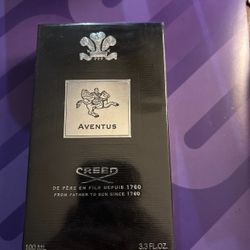 AVENTUS
CREED
DE PÈRE EN FILS DEPUIS 1760
FROM FATHER TO SON SINCE 1760
100 ML 3.3 FL.OZ.